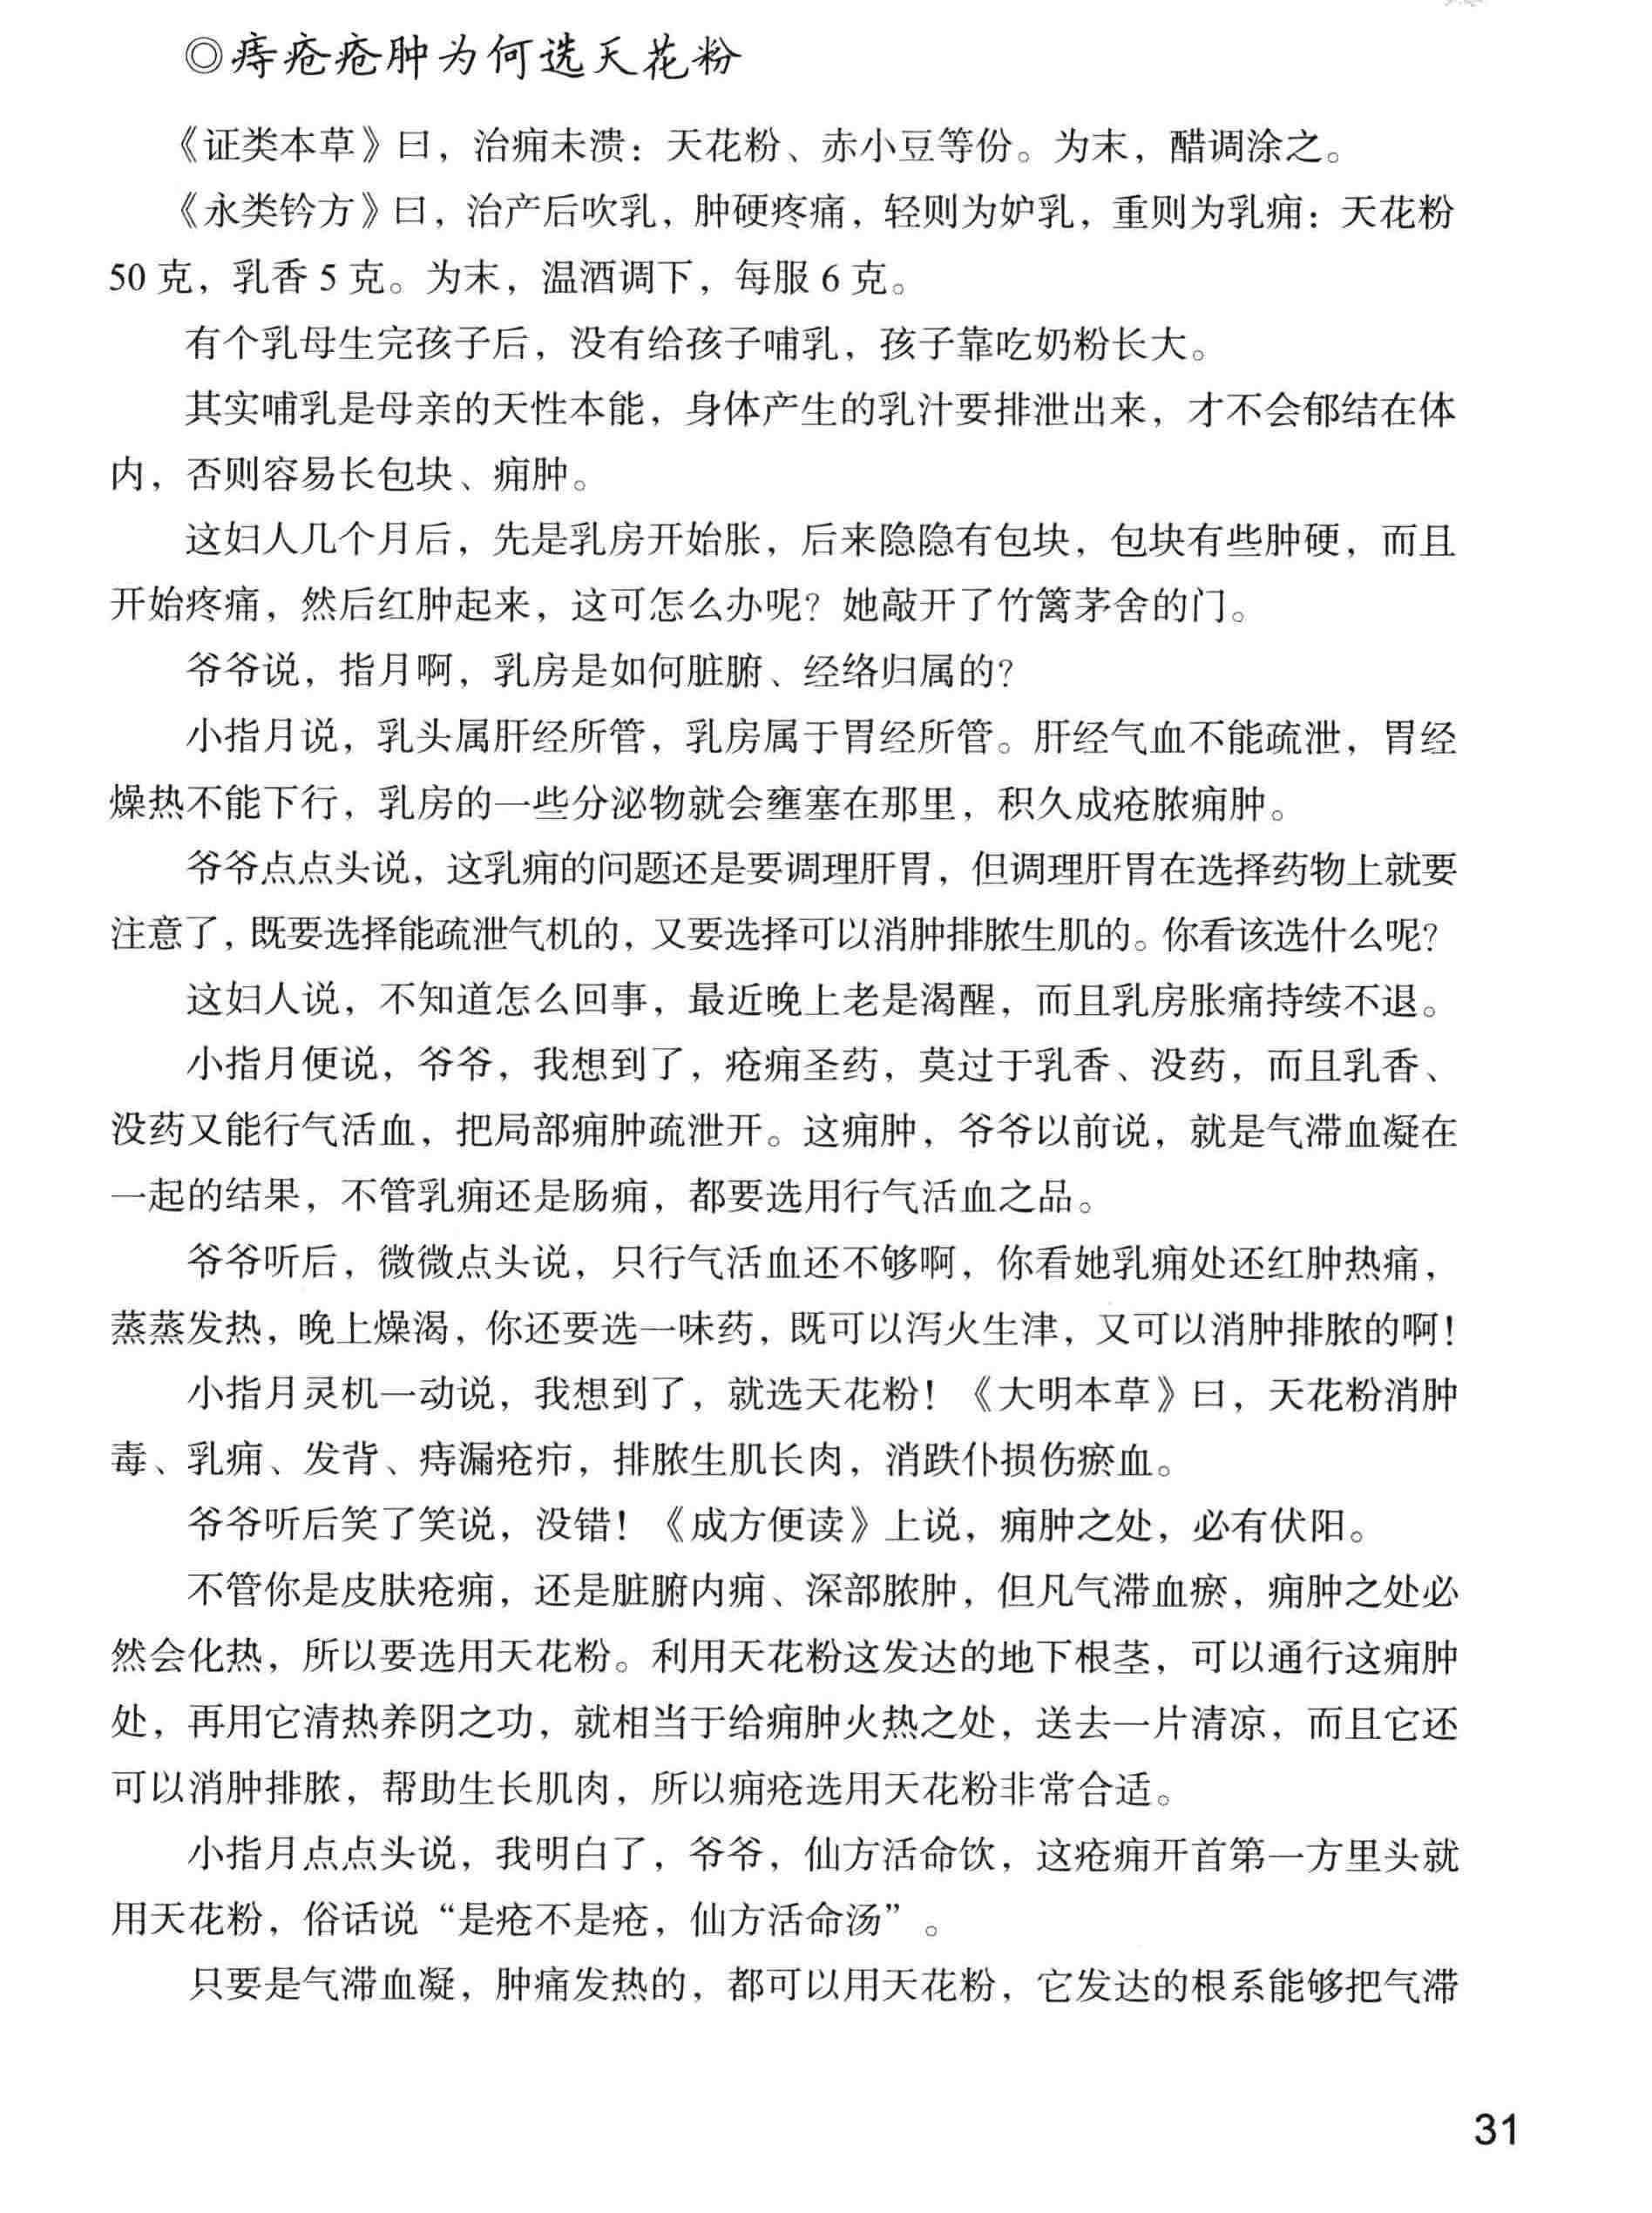 ◎痔疮疮肿为何选天花粉
《证类本草》曰，治痈未溃：天花粉、赤小豆等份。为末，醋调涂之。
《永类钤方》曰，治产后吹乳，肿硬疼痛，轻则为妒乳，重则为乳痈：天花粉
50 克，乳香 5 克。为末，温酒调下，每服 6 克。
有个乳母生完孩子后，没有给孩子哺乳，孩子靠吃奶粉长大。
其实哺乳是母亲的天性本能，身体产生的乳汁要排泄出来，才不会郁结在体
内，否则容易长包块、痈肿。
这妇人几个月后，先是乳房开始胀，后来隐隐有包块，包块有些肿硬，而且
开始疼痛，然后红肿起来，这可怎么办呢？她敲开了竹篱茅舍的门。
爷爷说，指月啊，乳房是如何脏腑、经络归属的？
小指月说，乳头属肝经所管，乳房属于胃经所管。肝经气血不能疏泄，胃经
燥热不能下行，乳房的一些分泌物就会壅塞在那里，积久成疮脓痈肿。
爷爷点点头说，这乳痈的问题还是要调理肝胃，但调理肝胃在选择药物上就要
注意了，既要选择能疏泄气机的，又要选择可以消肿排脓生肌的。你看该选什么呢？
这妇人说，不知道怎么回事，最近晚上老是渴醒，而且乳房胀痛持续不退。
小指月便说，爷爷，我想到了，疮痈圣药，莫过于乳香、没药，而且乳香、
没药又能行气活血，把局部痈肿疏泄开。这痈肿，爷爷以前说，就是气滞血凝在
一起的结果，不管乳痈还是肠痈，都要选用行气活血之品。
爷爷听后，微微点头说，只行气活血还不够啊，你看她乳痈处还红肿热痛，
蒸蒸发热，晚上燥渴，你还要选一味药，既可以泻火生津，又可以消肿排脓的啊！
小指月灵机一动说，我想到了，就选天花粉！《大明本草》曰，天花粉消肿
毒、乳痈、发背、痔漏疮疖，排脓生肌长肉，消跌仆损伤瘀血。
爷爷听后笑了笑说，没错！《成方便读》上说，痈肿之处，必有伏阳。
不管你是皮肤疮痈，还是脏腑内痈、深部脓肿，但凡气滞血瘀，痈肿之处必
然会化热，所以要选用天花粉。利用天花粉这发达的地下根茎，可以通行这痈肿
处，再用它清热养阴之功，就相当于给痈肿火热之处，送去一片清凉，而且它还
可以消肿排脓，帮助生长肌肉，所以痈疮选用天花粉非常合适。
小指月点点头说，我明白了，爷爷，仙方活命饮，这疮痈开首第一方里头就
用天花粉，俗话说“是疮不是疮，仙方活命汤”。
只要是气滞血凝，肿痛发热的，都可以用天花粉，它发达的根系能够把气滞
31